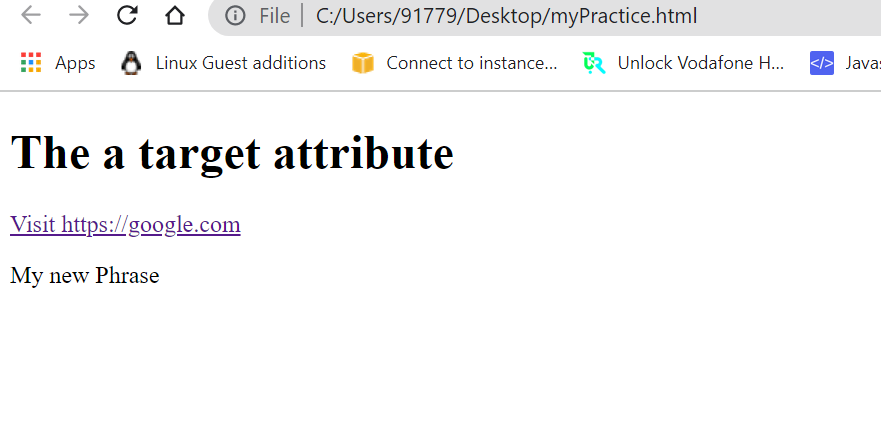 File | C:/Users/91779/Desktop/myPractice.html
Apps Linux Guest additions Connect to instance... Unlock Vodafone H... </> Javas
The a target attribute
Visit https://google.com
My new Phrase